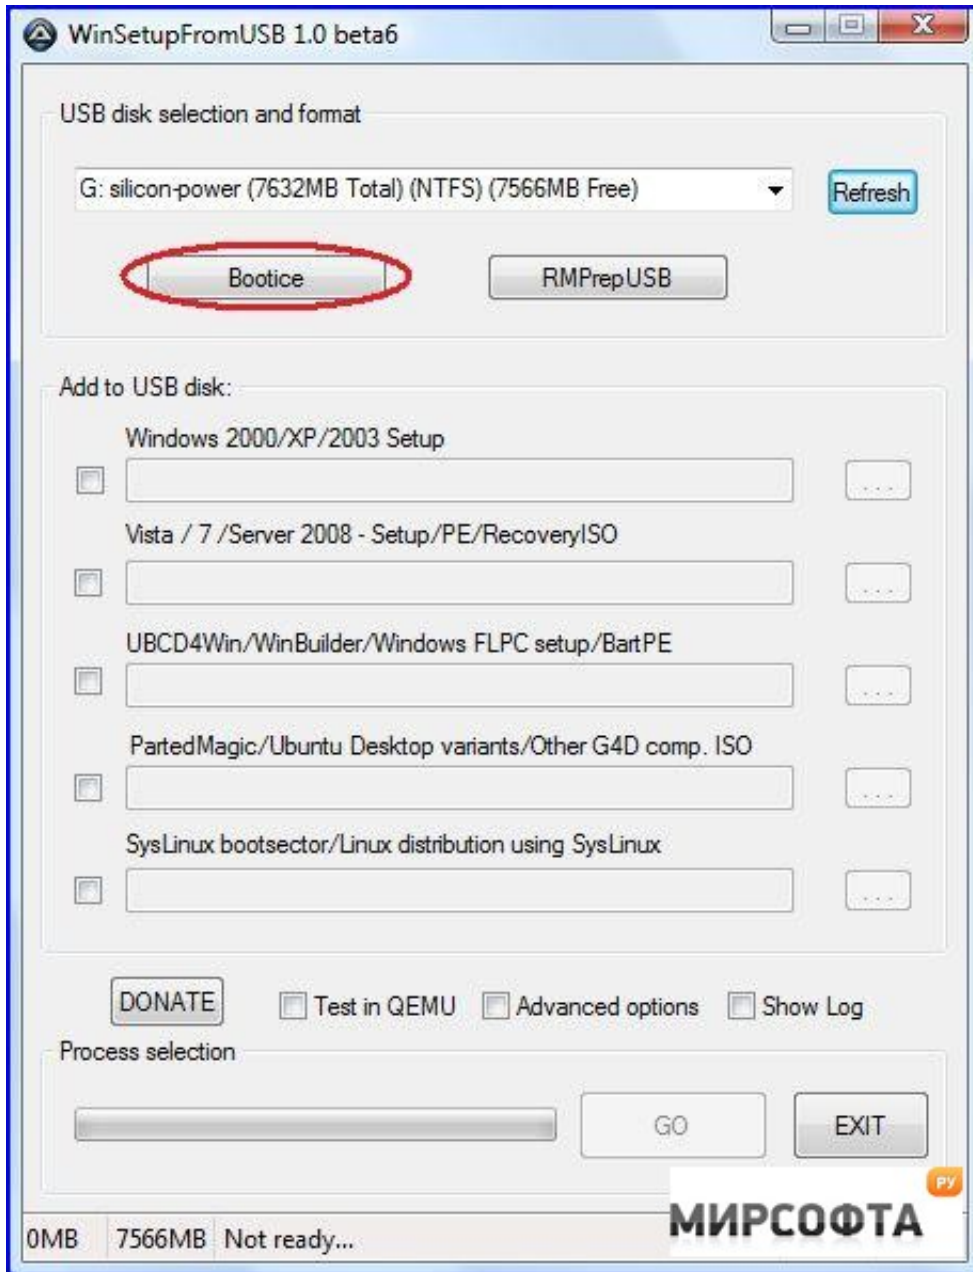 WinSetupFromUSB 1.0 beta6
USB disk selection and format
G: silicon-power (7632MB Total) (NTFS) (7566MB Free)
Refresh
Bootice
RMPrepUSB
Add to USB disk:
Windows 2000/XP/2003 Setup
...
Vista / 7 /Server 2008 - Setup/PE/RecoveryISO
...
UBCD4Win/WinBuilder/Windows FLPC setup/BartPE
...
PartedMagic/Ubuntu Desktop variants/Other G4D comp. ISO
...
SysLinux bootsector/Linux distribution using SysLinux
...
DONATE
Test in QEMU
Advanced options
Show Log
Process selection
GO
EXIT
РУ
МИРСОФТА
0MB
7566MB
Not ready...